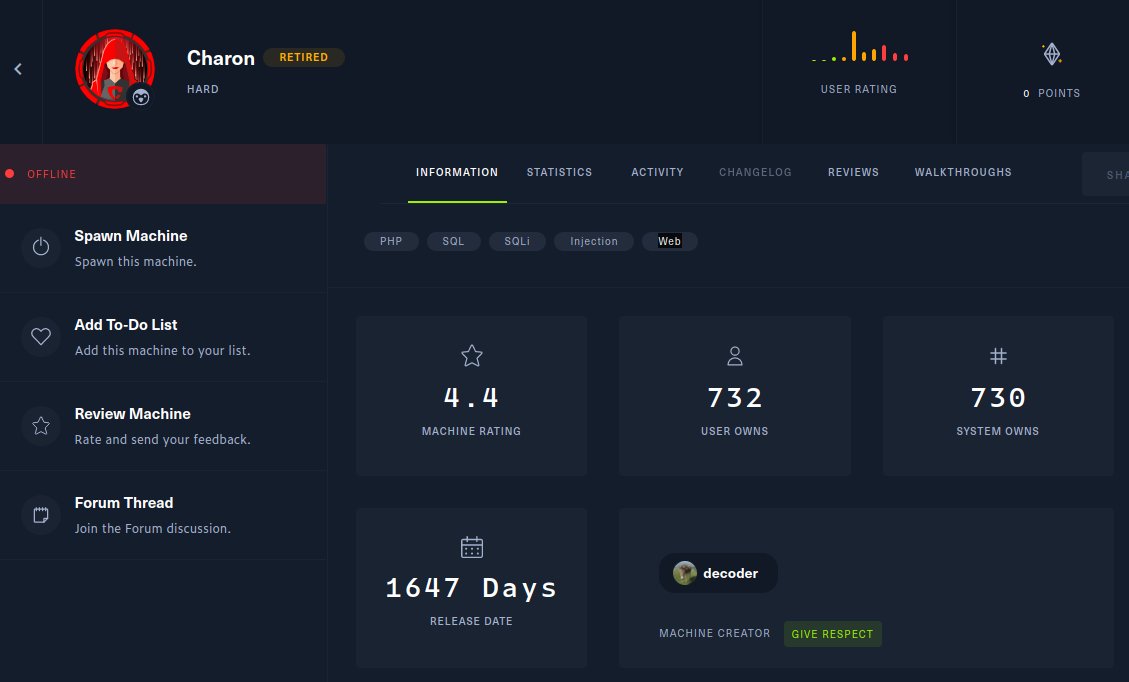 Charon RETIRED
HARD
USER RATING
0 POINTS
OFFLINE
INFORMATION STATISTICS ACTIVITY CHANGELOG REVIEWS WALKTHROUGHS SHA
Spawn Machine
Spawn this machine.
PHP SQL SQLi Injection Web
Add To-Do List
Add this machine to your list.
4.4
MACHINE RATING
732
USER OWNS
730
SYSTEM OWNS
Review Machine
Rate and send your feedback.
Forum Thread
Join the Forum discussion.
1647 Days
RELEASE DATE
decoder
MACHINE CREATOR GIVE RESPECT